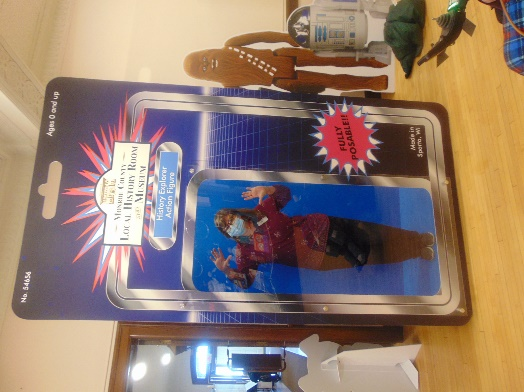 No. 54656
Ages 0 and up
MONROE COUNTY
LOCAL HISTORY ROOM
MUSEUM
History Explorer
Action Figure
FULLY
POSABLE!!
Made in
Sparta, WI